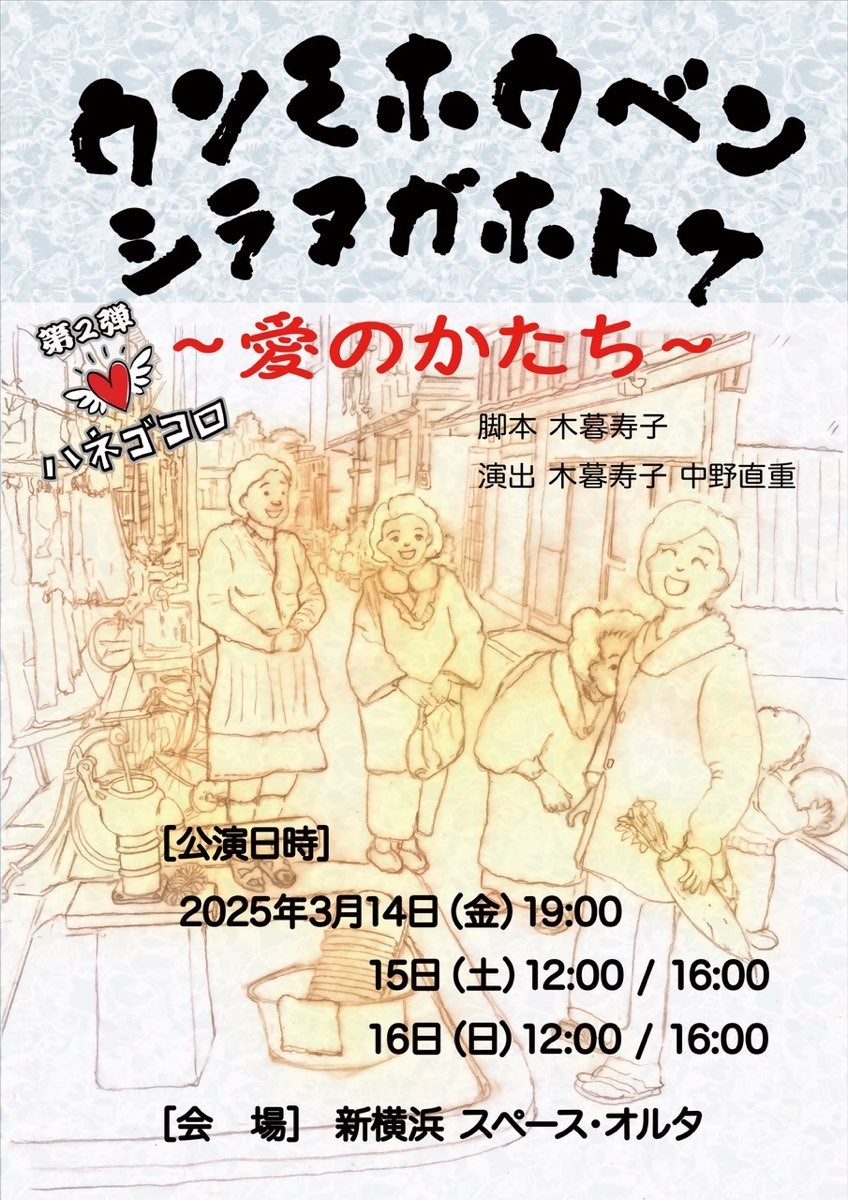 ウソモホウベン
シラヌガホトケ
～愛のかたち～
第2弾
ハネゴコロ
脚本 木暮寿子
演出 木暮寿子 中野直重
[公演日時]
2025年3月14日(金)19:00
15日(土)12:00 / 16:00
16日(日)12:00 / 16:00
[会　場]　新横浜 スペース・オルタ